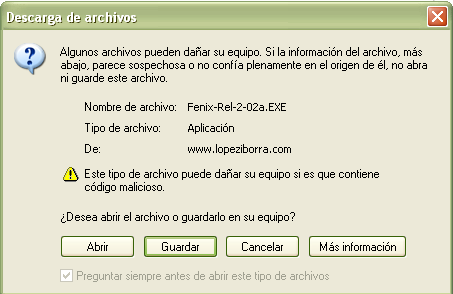 Descarga de archivos
Algunos archivos pueden dañar su equipo. Si la información del archivo, más
abajo, parece sospechosa o no confía plenamente en el origen de él, no abra
ni guarde este archivo.
Nombre de archivo: Fenix-Rel-2-02a.EXE
Tipo de archivo: Aplicación
De: www.lopeziborra.com
Este tipo de archivo puede dañar su equipo si es que contiene
código malicioso.
¿Desea abrir el archivo o guardarlo en su equipo?
Abrir Guardar Cancelar Más información
Preguntar siempre antes de abrir este tipo de archivos